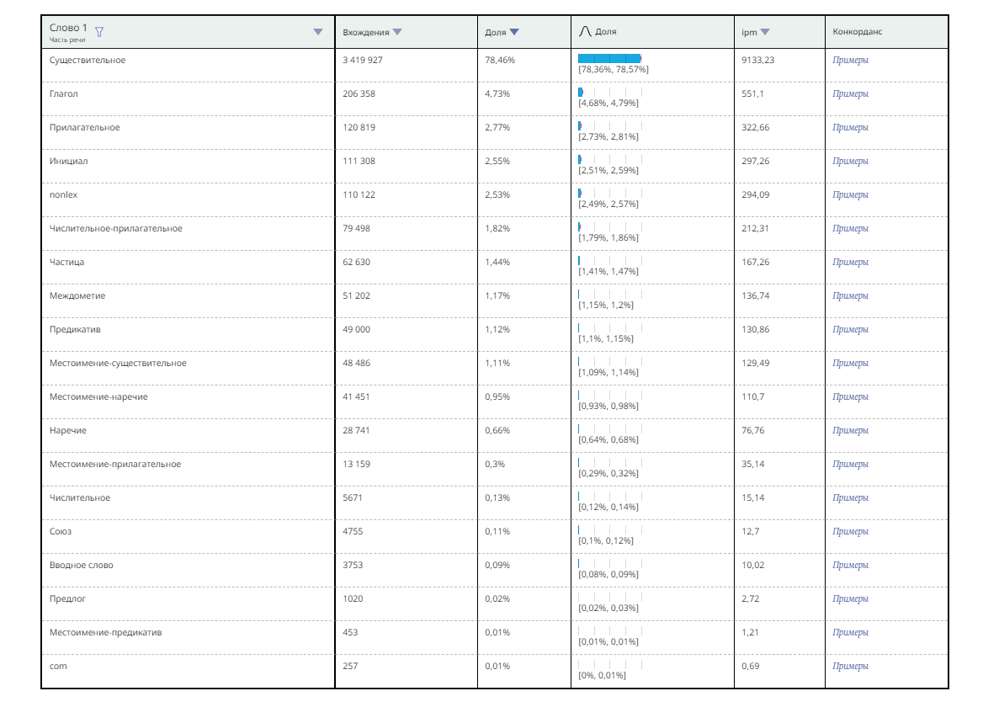 Слово 1
Часть речи
Вхождения
Доля
Доля
ipm
Конкорданс
Существительное 3 419 927 78,46% 9133,23 Примеры
[78,36%, 78,57%]
Глагол 206 358 4,73% 551,1 Примеры
[4,68%, 4,79%]
Прилагательное 120 819 2,77% 322,66 Примеры
[2,73%, 2,81%]
Инициал 111 308 2,55% 297,26 Примеры
[2,51%, 2,59%]
nonlex 110 122 2,53% 294,09 Примеры
[2,49%, 2,57%]
Числительное-прилагательное 79 498 1,82% 212,31 Примеры
[1,79%, 1,86%]
Частица 62 630 1,44% 167,26 Примеры
[1,41%, 1,47%]
Междометие 51 202 1,17% 136,74 Примеры
[1,15%, 1,2%]
Предикатив 49 000 1,12% 130,86 Примеры
[1,1%, 1,15%]
Местоимение-существительное 48 486 1,11% 129,49 Примеры
[1,09%, 1,14%]
Местоимение-наречие 41 451 0,95% 110,7 Примеры
[0,93%, 0,98%]
Наречие 28 741 0,66% 76,76 Примеры
[0,64%, 0,68%]
Местоимение-прилагательное 13 159 0,3% 35,14 Примеры
[0,29%, 0,32%]
Числительное 5671 0,13% 15,14 Примеры
[0,12%, 0,14%]
Союз 4755 0,11% 12,7 Примеры
[0,1%, 0,12%]
Вводное слово 3753 0,09% 10,02 Примеры
[0,08%, 0,09%]
Предлог 1020 0,02% 2,72 Примеры
[0,02%, 0,03%]
Местоимение-предикатив 453 0,01% 1,21 Примеры
[0,01%, 0,01%]
com 257 0,01% 0,69 Примеры
[0%, 0,01%]